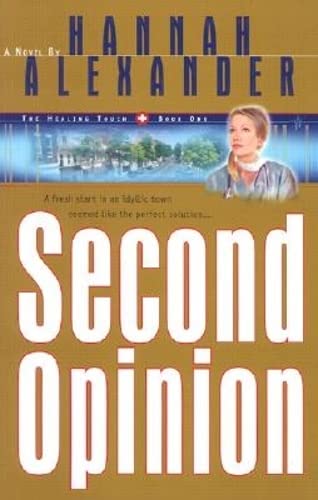 A Novel By HANNAH
ALEXANDER
The Healing Touch Book One
A fresh start in an idyllic town
seemed like the perfect solution....
Second
Opinion